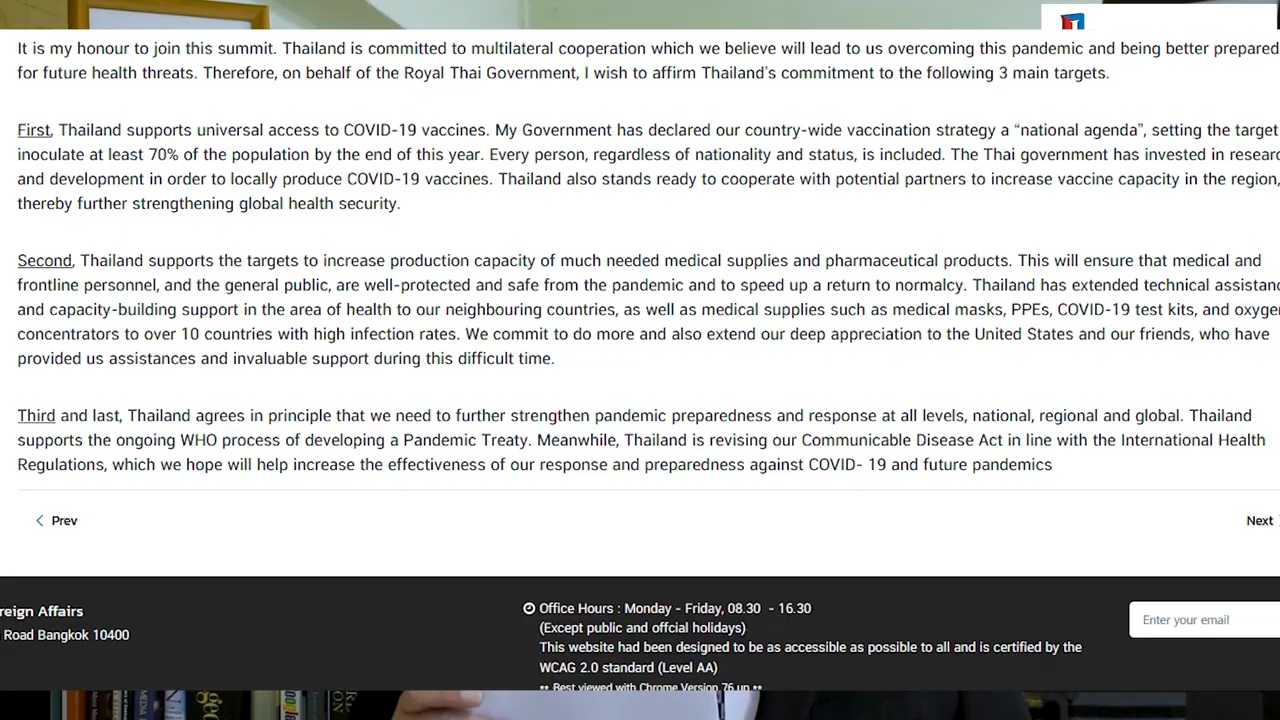 It is my honour to join this summit. Thailand is committed to multilateral cooperation which we believe will lead to us overcoming this pandemic and being better prepared
for future health threats. Therefore, on behalf of the Royal Thai Government, I wish to affirm Thailand's commitment to the following 3 main targets.
First, Thailand supports universal access to COVID-19 vaccines. My Government has declared our country-wide vaccination strategy a “national agenda”, setting the target
inoculate at least 70% of the population by the end of this year. Every person, regardless of nationality and status, is included. The Thai government has invested in
and development in order to locally produce COVID-19 vaccines. Thailand also stands ready to cooperate with potential partners to increase vaccine capacity in the region,
thereby further strengthening global health security.
Second, Thailand supports the targets to increase production capacity of much needed medical supplies and pharmaceutical products. This will ensure that medical and
frontline personnel, and the general public, are well-protected and safe from the pandemic and to speed up a return to normalcy. Thailand has extended technical
and capacity-building support in the area of health to our neighbouring countries, as well as medical supplies such as medical masks, PPEs, COVID-19 test kits, and
concentrators to over 10 countries with high infection rates. We commit to do more and also extend our deep appreciation to the United States and our friends, who have
provided us assistances and invaluable support during this difficult time.
Third and last, Thailand agrees in principle that we need to further strengthen pandemic preparedness and response at all levels, national, regional and global. Thailand
supports the ongoing WHO process of developing a Pandemic Treaty. Meanwhile, Thailand is revising our Communicable Disease Act in line with the International Health
Regulations, which we hope will help increase the effectiveness of our response and preparedness against COVID- 19 and future pandemics
Prev
Next
reign Affairs
Road Bangkok 10400
Office Hours : Monday - Friday, 08.30 - 16.30
(Except public and offcial holidays)
This website had been designed to be as accessible as possible to all and is certified by the
WCAG 2.0 standard (Level AA)
** Best viewed with Chrome Version 76 up **
Enter your email